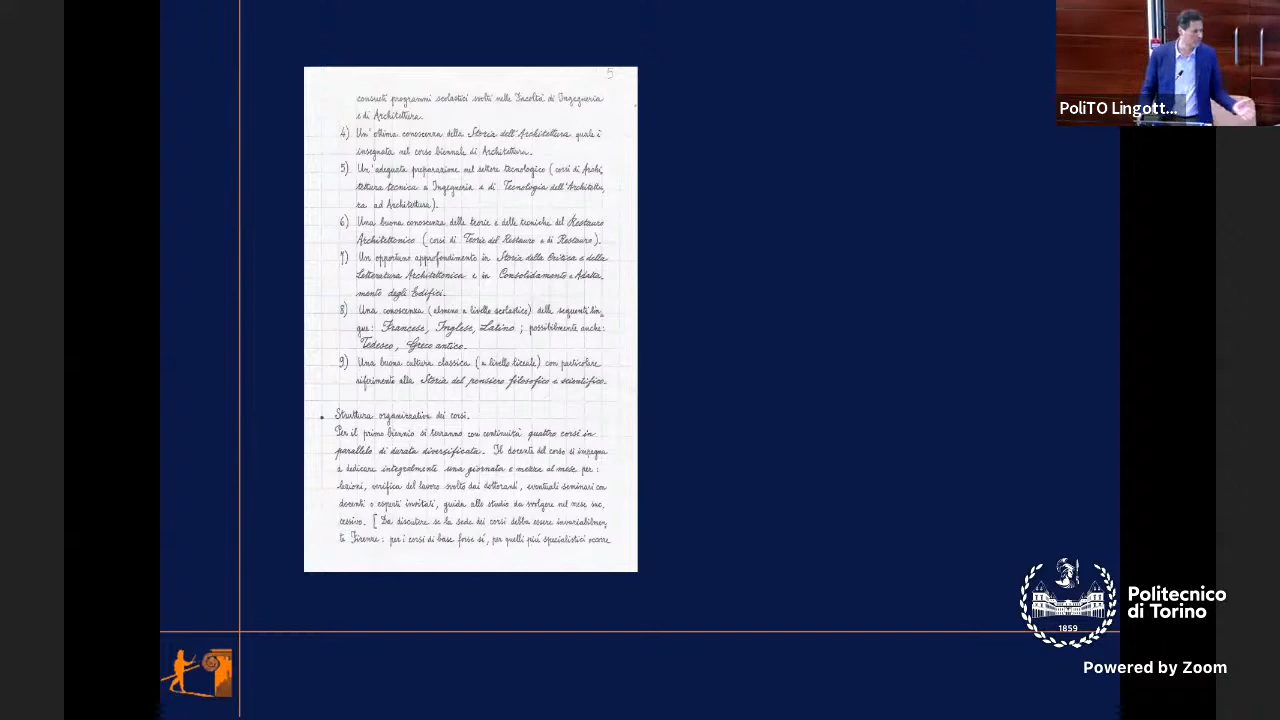 5
consueti programmi scolastici svolti nelle Facoltà di Ingegneria
e di Architettura.
4) Un'ottima conoscenza della Storia dell'Architettura quale è
insegnata nel corso biennale di Architettura.
5) Un'adeguata preparazione nel settore tecnologico (corsi di Archi,
tettura tecnica a Ingegneria e di Tecnologia dell'Architettu,
ra ad Architettura).
6) Una buona conoscenza delle teorie e delle tecniche del Restauro
Architettonico (corsi di Teorie del Restauro e di Restauro).
7) Un opportuno approfondimento in Storia della Critica e della
Letteratura Architettonica e in Consolidamento e Adatta,
mento degli Edifici.
8) Una conoscenza (almeno a livello scolastico) delle seguenti lin,
gue: Francese, Inglese, Latino; possibilmente anche:
Tedesco, Greco antico.
9) Una buona cultura classica (a livello liceale) con particolare
riferimento alla Storia del pensiero filosofico e scientifico.
• Struttura organizzativa dei corsi.
Per il primo biennio si terranno con continuità quattro corsi in
parallelo di durata diversificata. Il docente del corso si impegna
a dedicare integralmente una giornata e mezza al mese per:
lezioni, verifica del lavoro svolto dai dottoranti, eventuali seminari con
docenti o esperti invitati, guida allo studio da svolgere nel mese suc,
cessivo. [Da discutere se la sede dei corsi debba essere invariabilmen,
te Firenze: per i corsi di base forse sì, per quelli più specialistici occorre
PoliTO Lingott...
Politecnico
di Torino
1859
Powered by Zoom